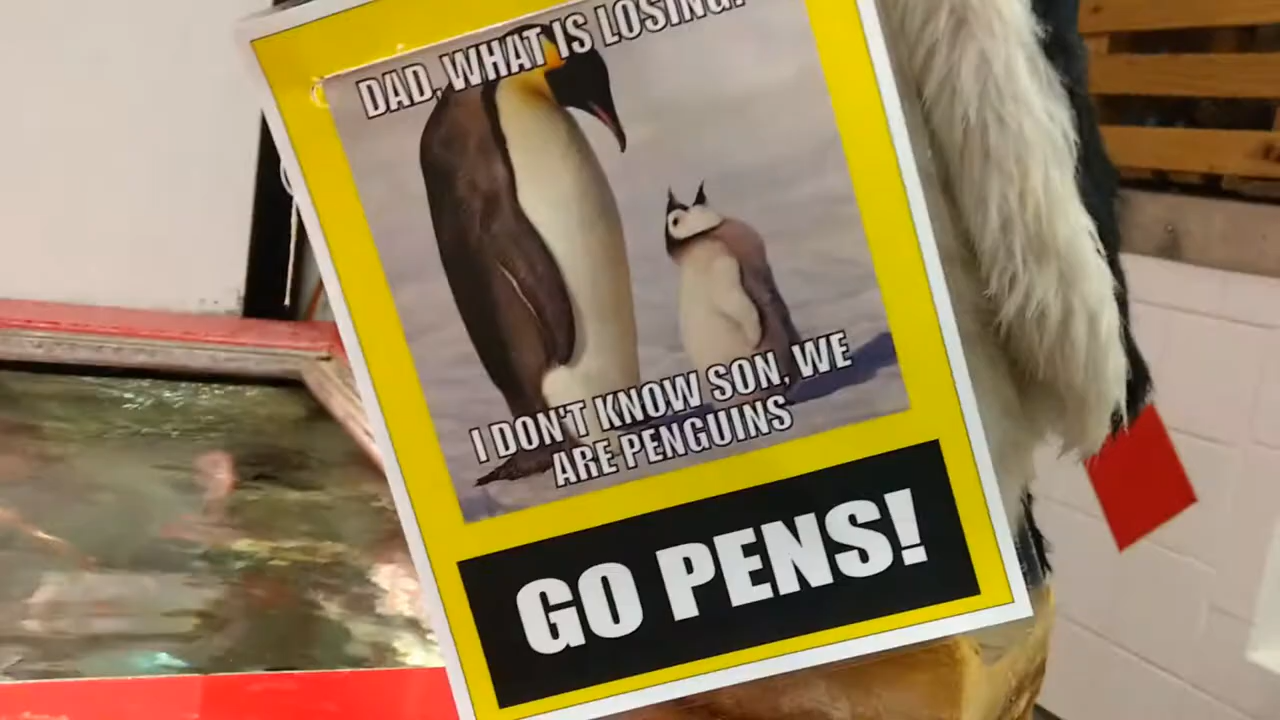 DAD, WHAT IS LOSING?
I DON'T KNOW SON, WE
ARE PENGUINS
GO PENS!